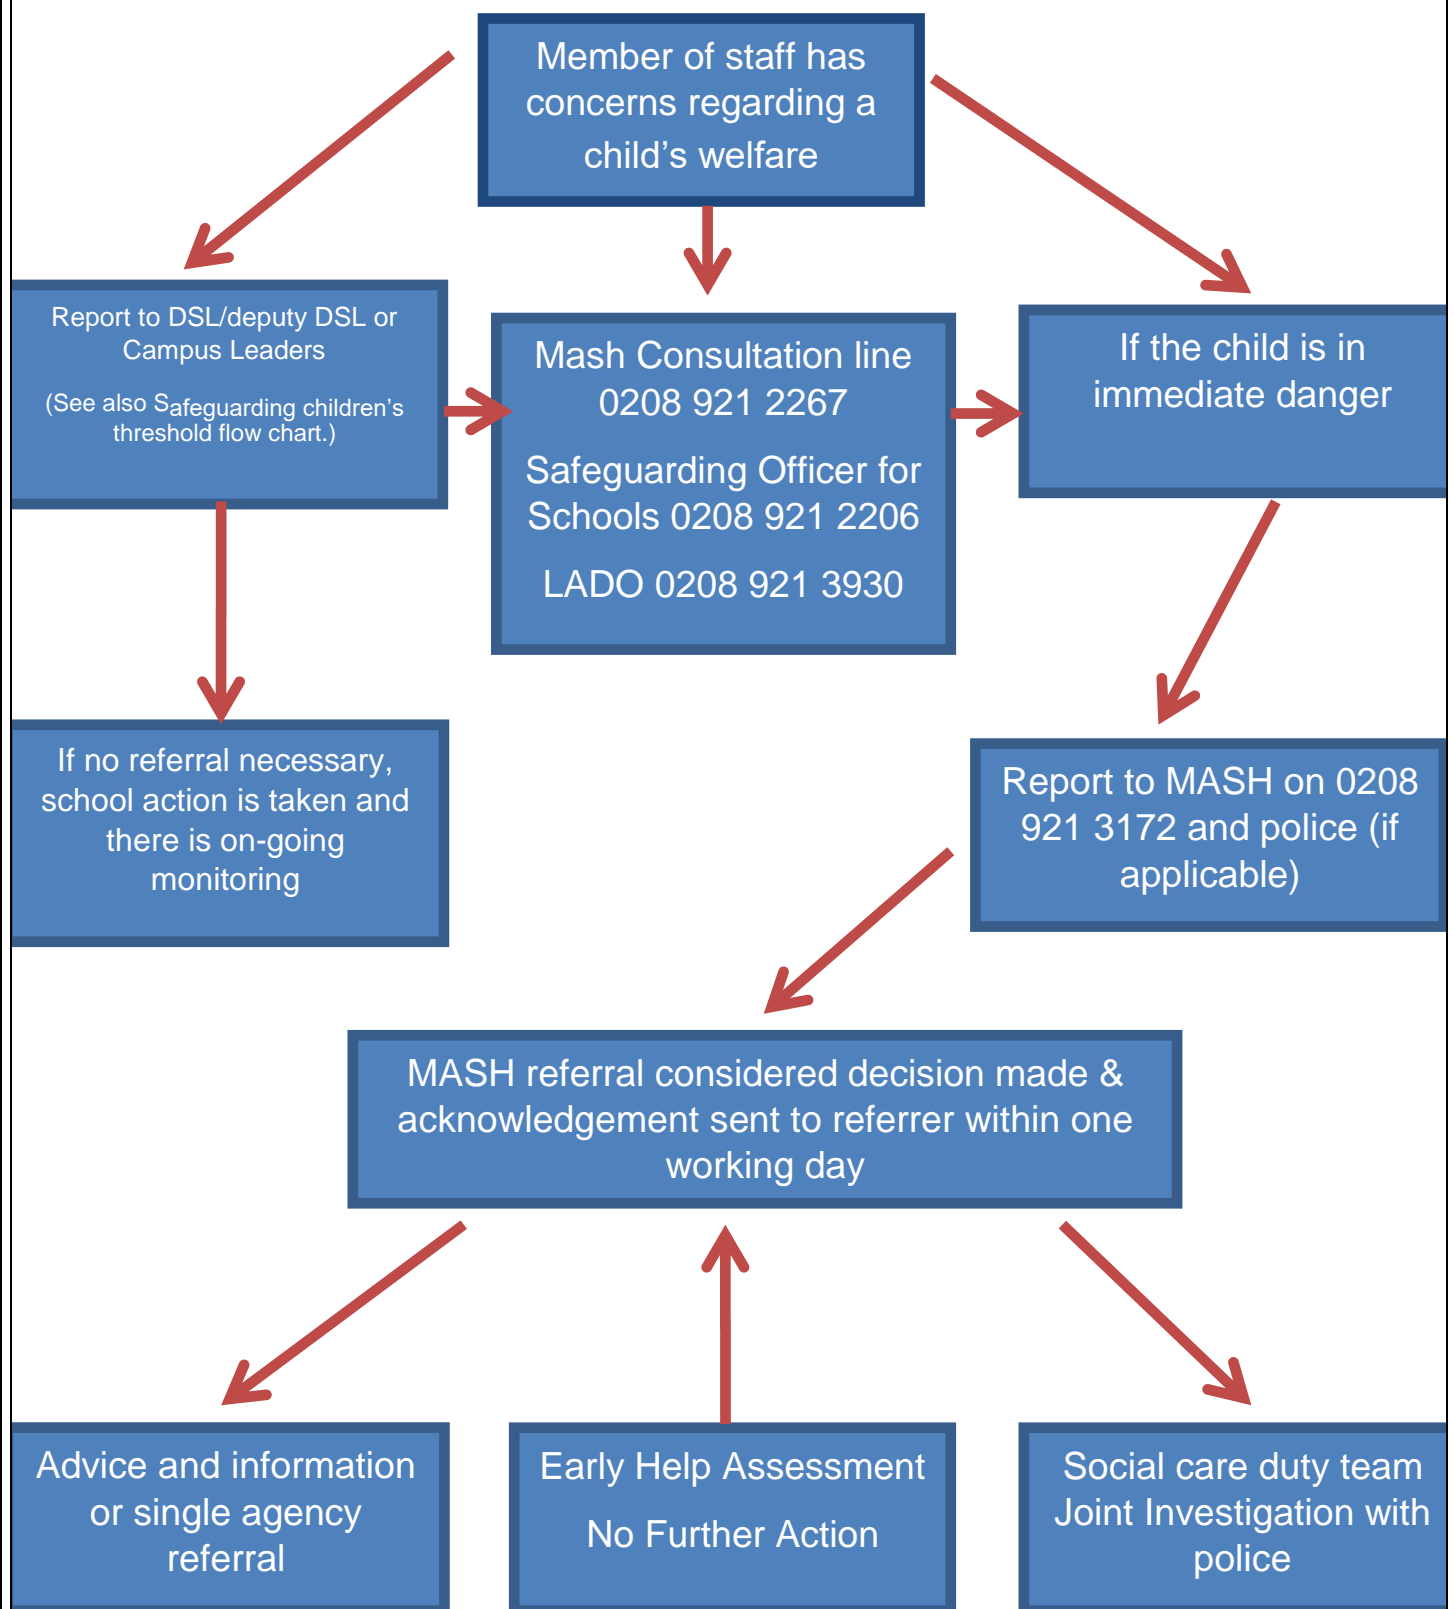 Member of staff has
concerns regarding a
child’s welfare
Report to DSL/deputy DSL or
Campus Leaders
(See also Safeguarding children’s
threshold flow chart.)
Mash Consultation line
0208 921 2267
Safeguarding Officer for
Schools 0208 921 2206
LADO 0208 921 3930
If the child is in
immediate danger
If no referral necessary,
school action is taken and
there is on-going
monitoring
Report to MASH on 0208
921 3172 and police (if
applicable)
MASH referral considered decision made &
acknowledgement sent to referrer within one
working day
Advice and information
or single agency
referral
Early Help Assessment
No Further Action
Social care duty team
Joint Investigation with
police